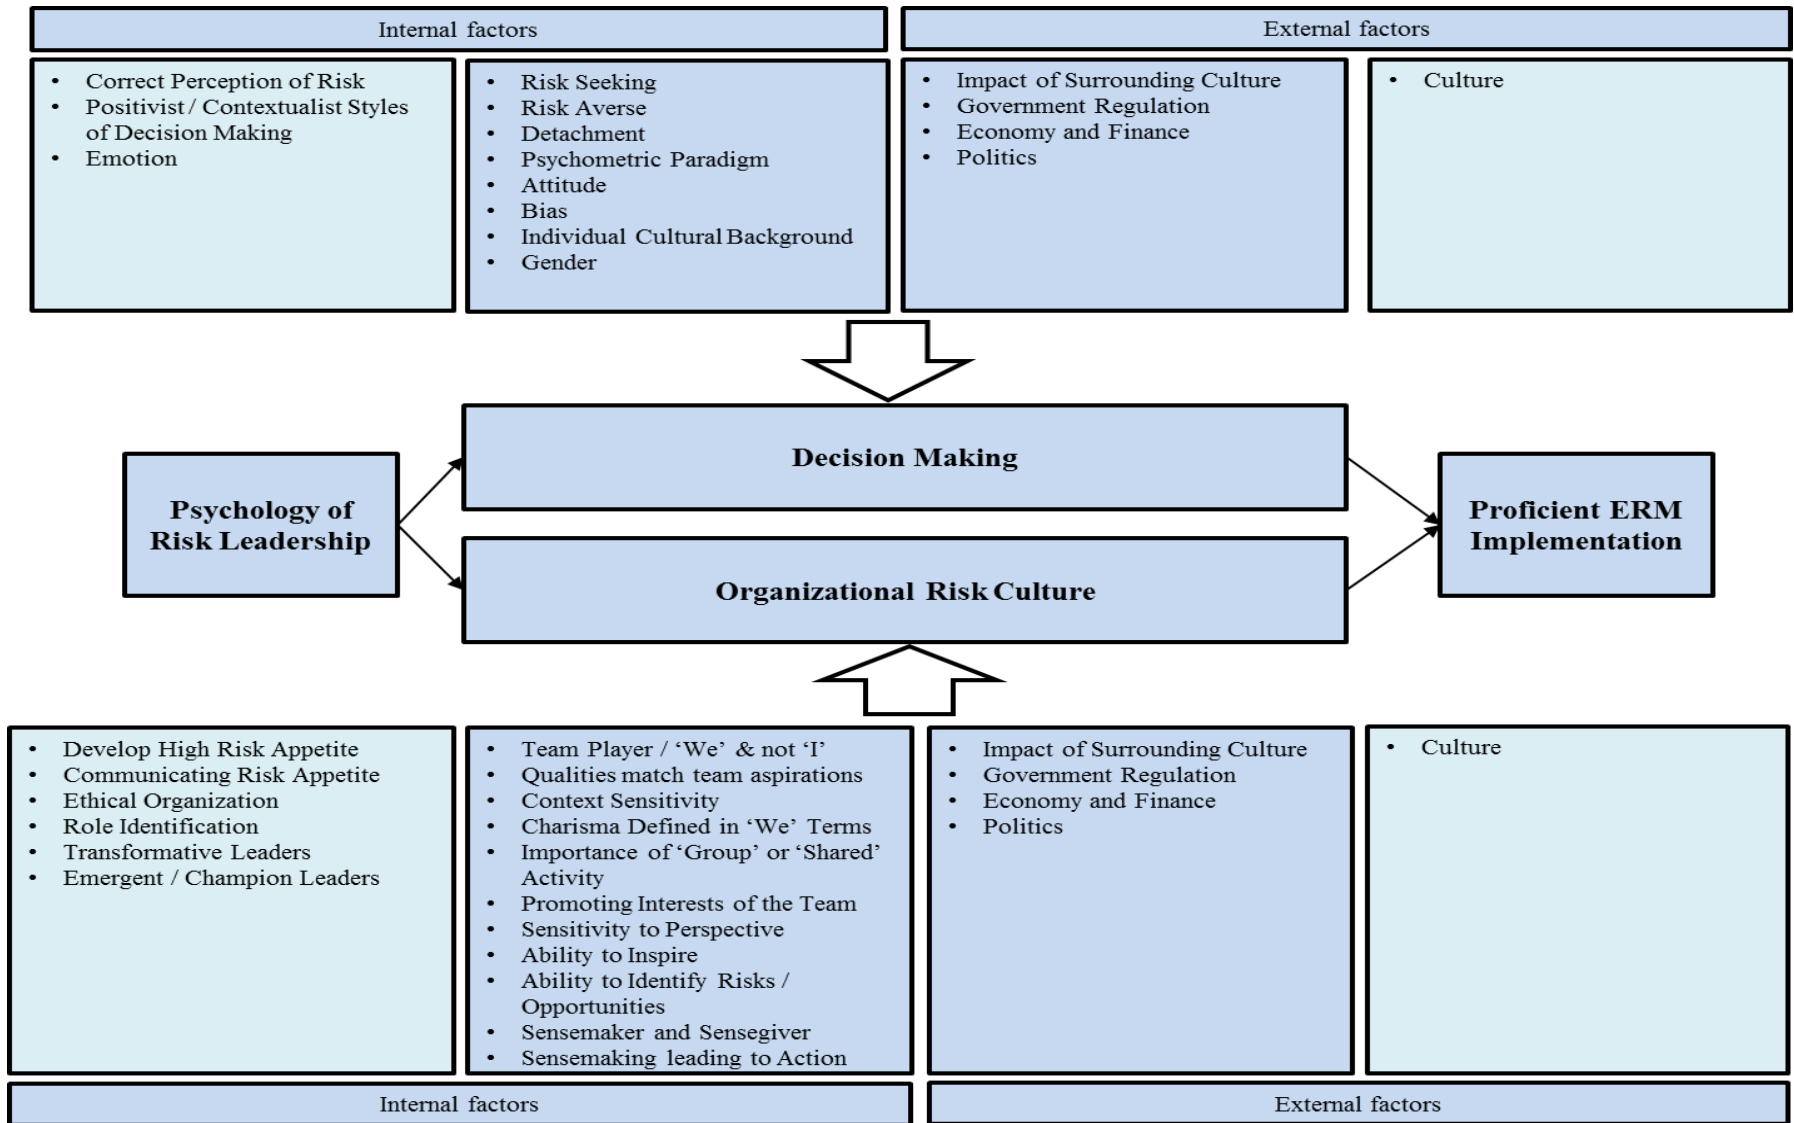 Internal factors
External factors
• Correct Perception of Risk
• Positivist / Contextualist Styles
of Decision Making
• Emotion
• Risk Seeking
• Risk Averse
• Detachment
• Psychometric Paradigm
• Attitude
• Bias
• Individual Cultural Background
• Gender
• Impact of Surrounding Culture
• Government Regulation
• Economy and Finance
• Politics
• Culture
Decision Making
Psychology of
Risk Leadership
Proficient ERM
Implementation
Organizational Risk Culture
• Develop High Risk Appetite
• Communicating Risk Appetite
• Ethical Organization
• Role Identification
• Transformative Leaders
• Emergent / Champion Leaders
• Team Player / ‘We’ & not ‘I’
• Qualities match team aspirations
• Context Sensitivity
• Charisma Defined in ‘We’ Terms
• Importance of ‘Group’ or ‘Shared’
Activity
• Promoting Interests of the Team
• Sensitivity to Perspective
• Ability to Inspire
• Ability to Identify Risks /
Opportunities
• Sensemaker and Sensegiver
• Sensemaking leading to Action
• Impact of Surrounding Culture
• Government Regulation
• Economy and Finance
• Politics
• Culture
Internal factors
External factors